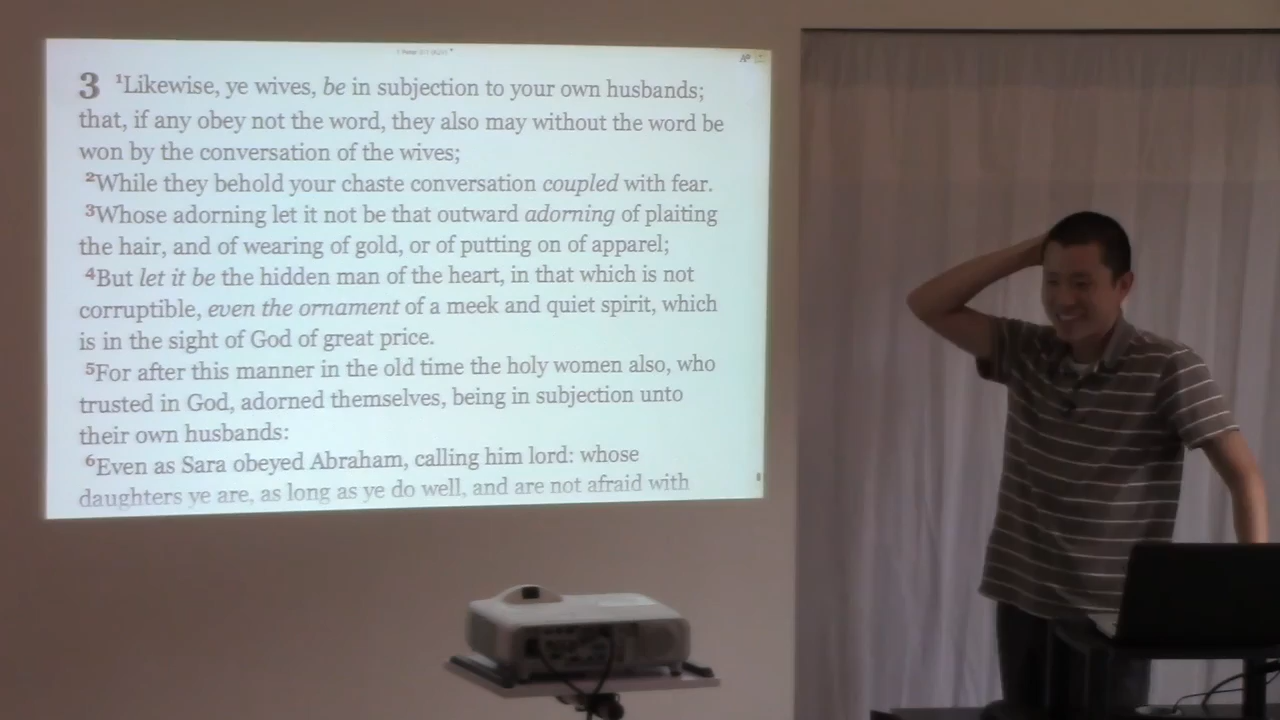 3 ¹Likewise, ye wives, be in subjection to your own husbands;
that, if any obey not the word, they also may without the word be
won by the conversation of the wives;
²While they behold your chaste conversation coupled with fear.
³Whose adorning let it not be that outward adorning of plaiting
the hair, and of wearing of gold, or of putting on of apparel;
⁴But let it be the hidden man of the heart, in that which is not
corruptible, even the ornament of a meek and quiet spirit, which
is in the sight of God of great price.
⁵For after this manner in the old time the holy women also, who
trusted in God, adorned themselves, being in subjection unto
their own husbands:
⁶Even as Sara obeyed Abraham, calling him lord: whose
daughters ye are, as long as ye do well, and are not afraid with